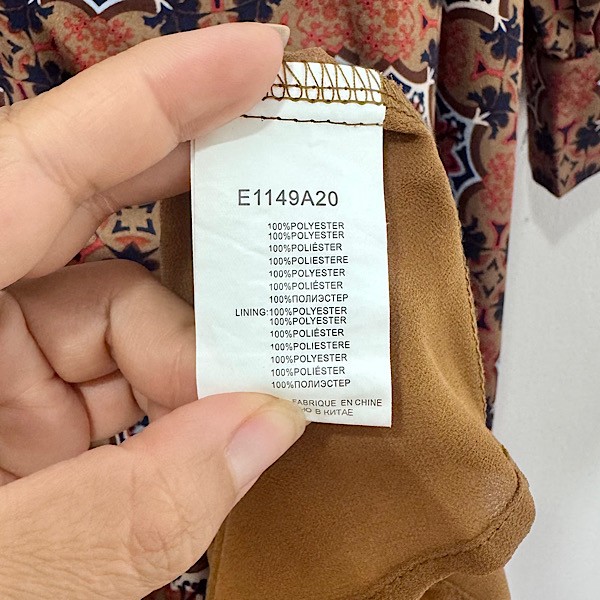 E1149A20
100%POLYESTER
100%POLYESTER
100%POLIÉSTER
100%POLIESTERE
100%POLYESTER
100%POLIÉSTER
100%ПОЛИЭСТЕР
LINING:100%POLYESTER
100%POLYESTER
100%POLIÉSTER
100%POLIESTERE
100%POLYESTER
100%POLIÉSTER
100%ПОЛИЭСТЕР
FABRIQUE EN CHINE
В КИТАЕ